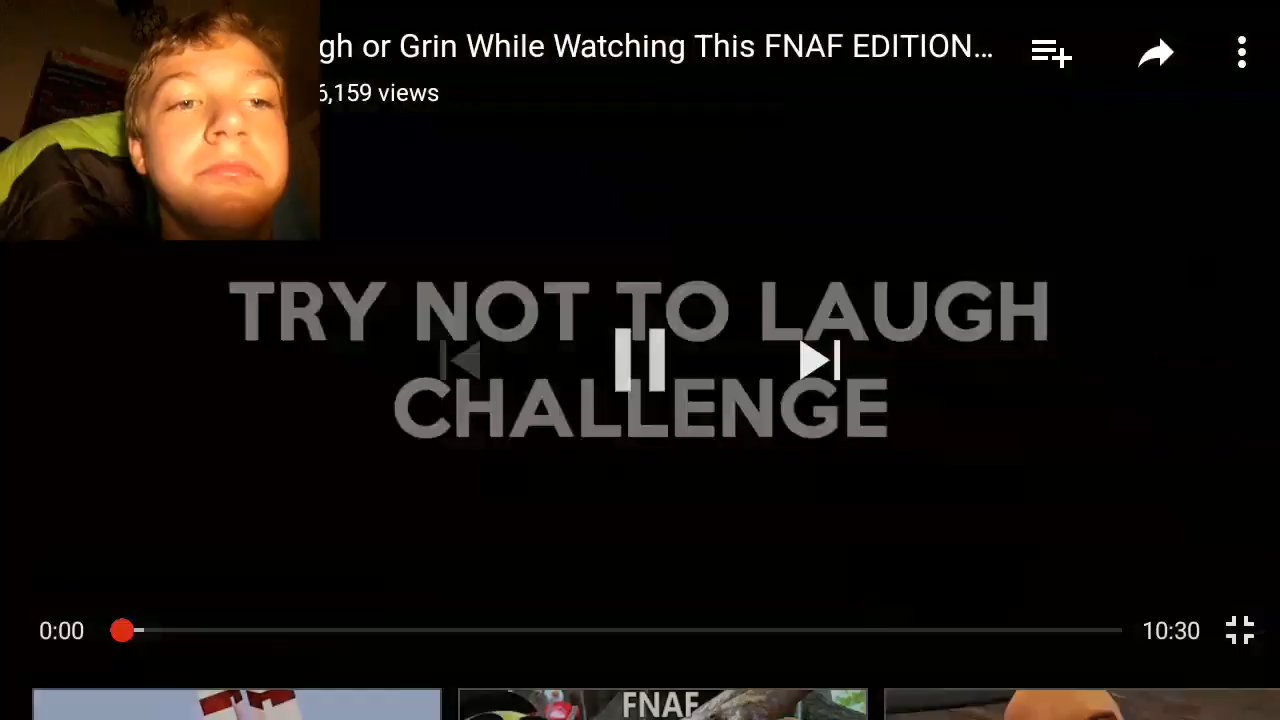 gh or Grin While Watching This FNAF EDITION...
6,159 views
TRY NOT TO LAUGH
CHALLENGE
0:00
10:30
FNAF